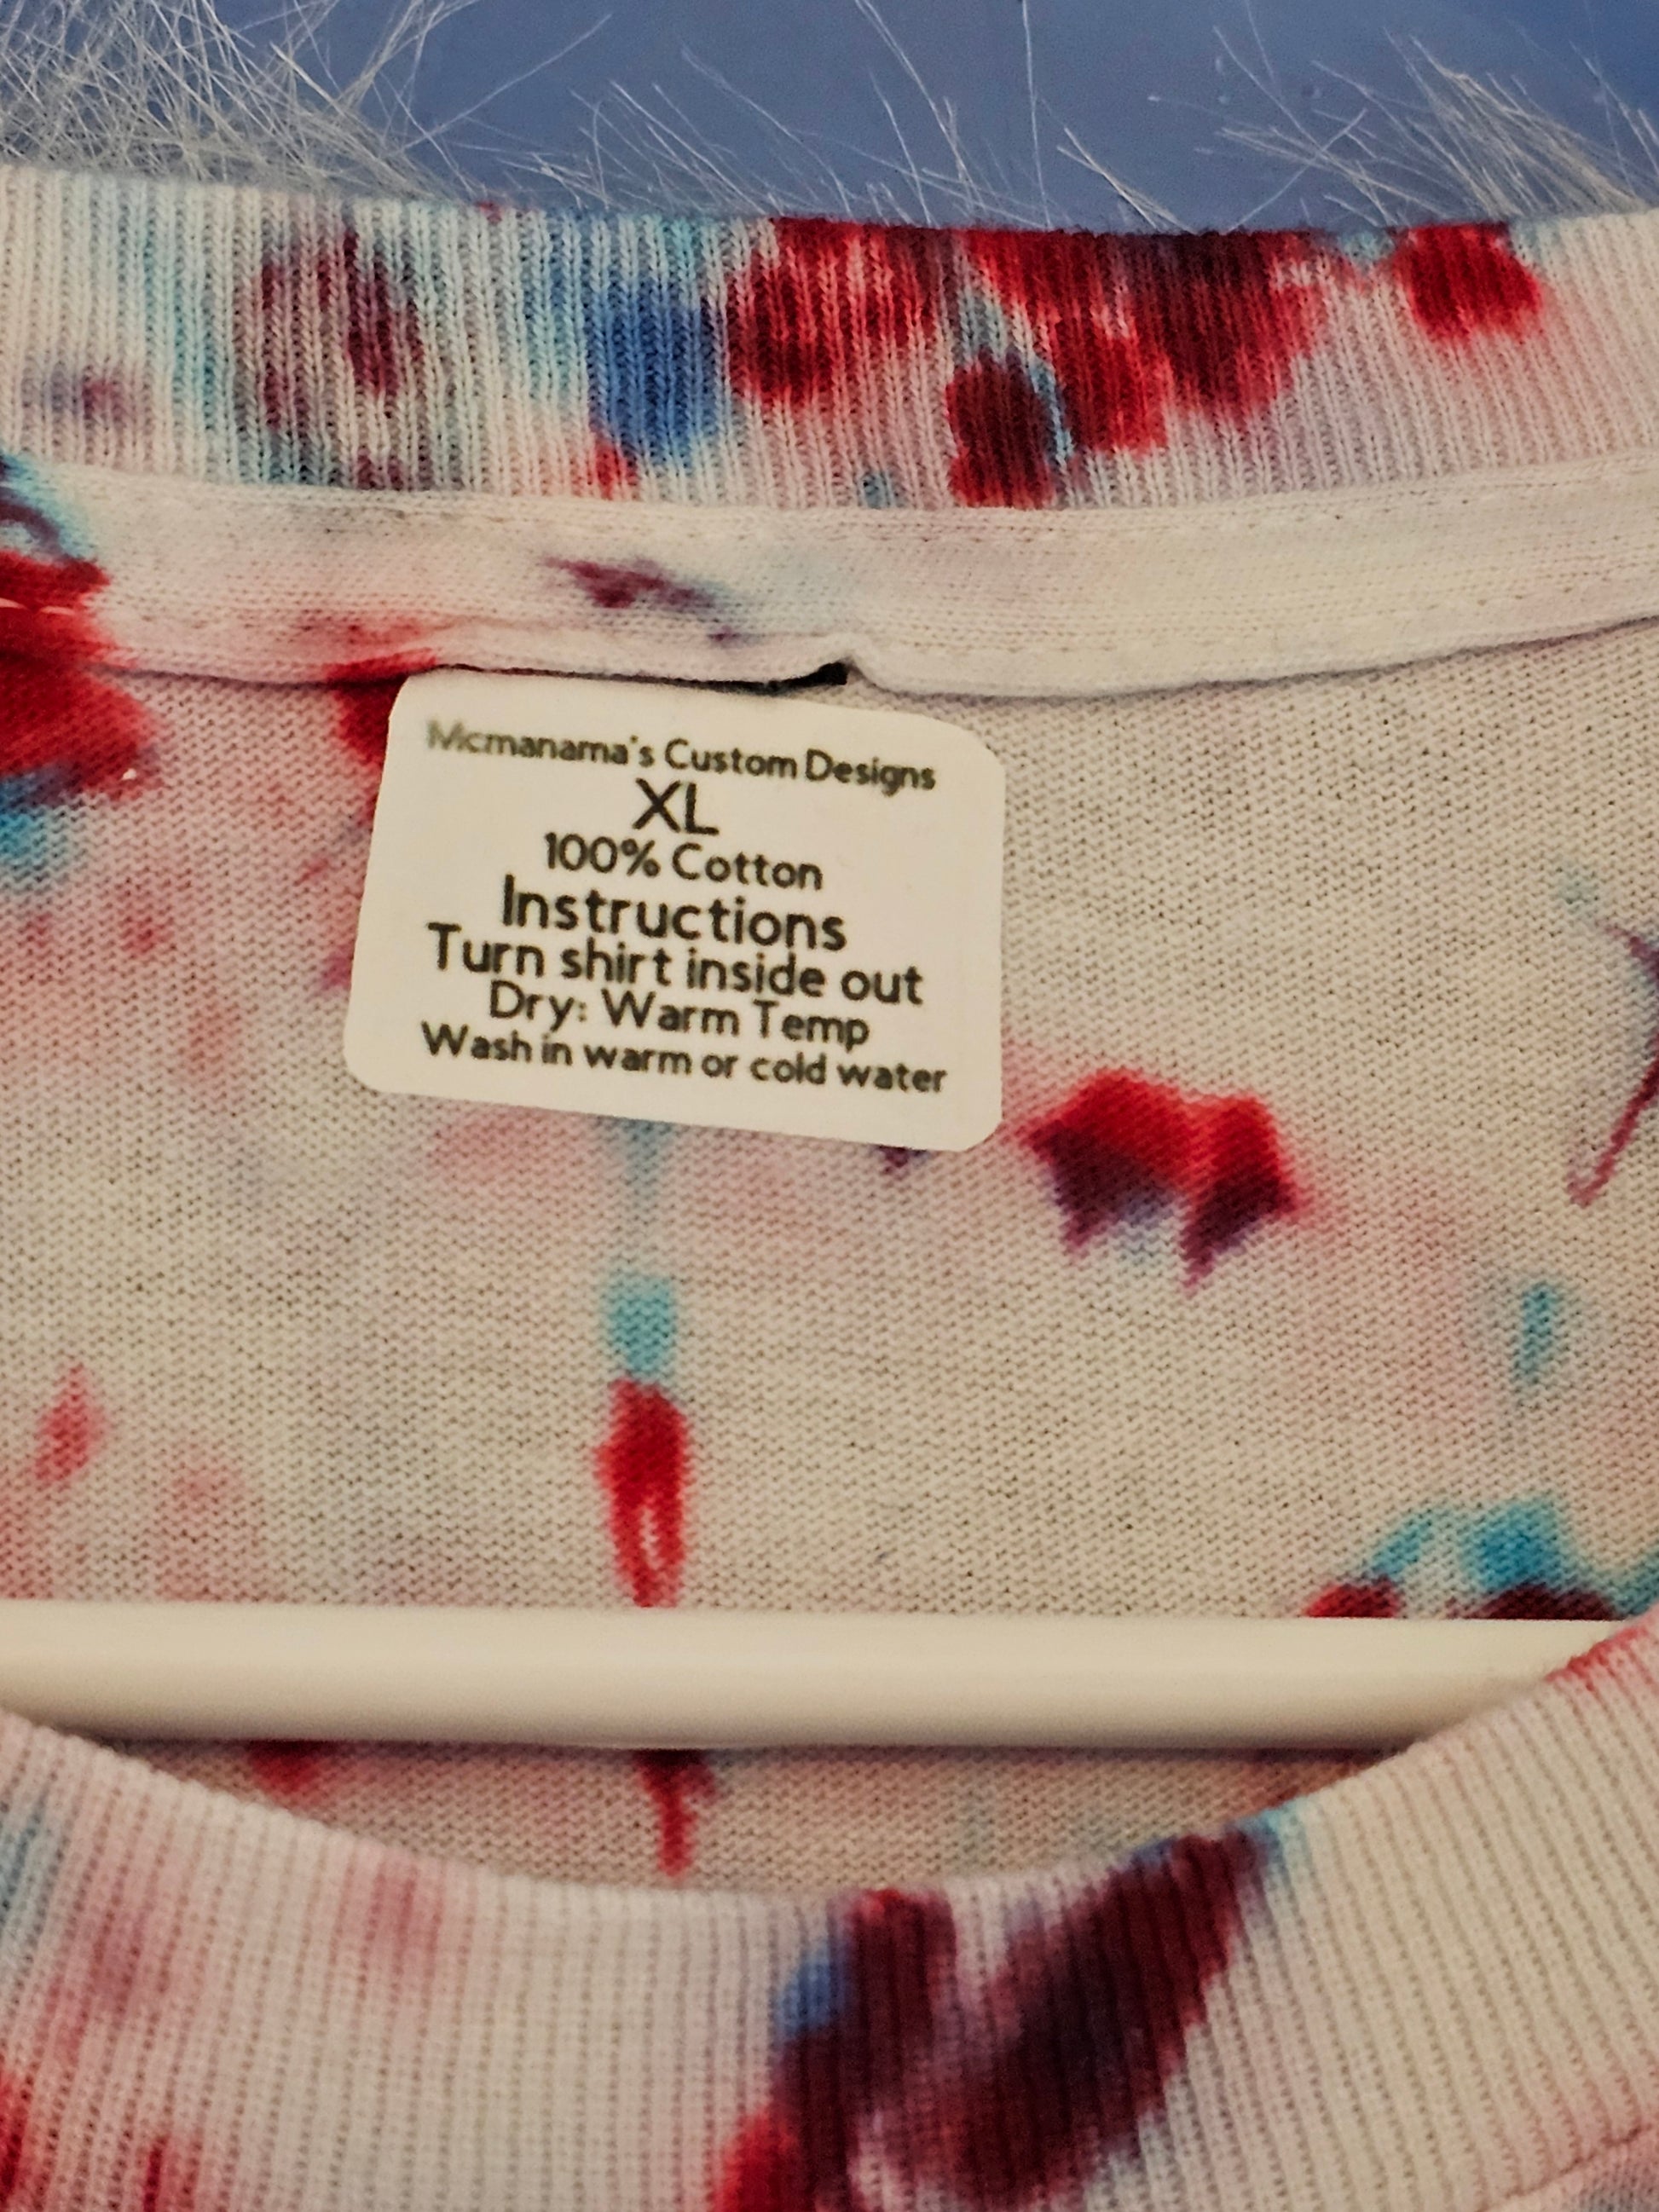 Mcmanama's Custom Designs
XL
100% Cotton
Instructions
Turn shirt inside out
Dry: Warm Temp
Wash in warm or cold water